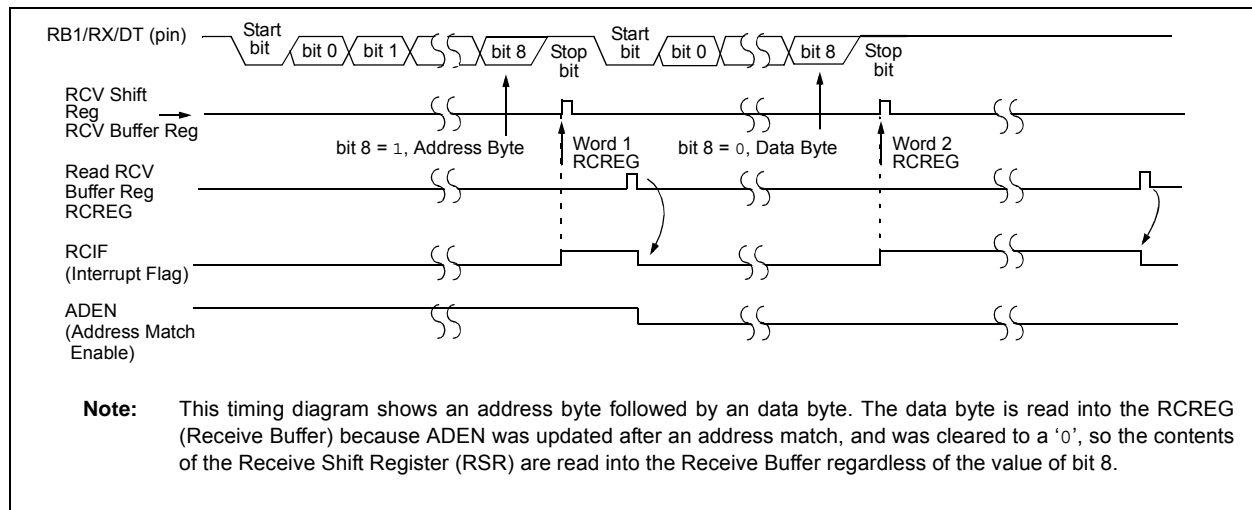 RB1/RX/DT (pin)
Start
bit
bit 0
bit 1
bit 8
Stop
bit
Start
bit
bit 0
bit 8
Stop
bit
RCV Shift
Reg
RCV Buffer Reg
bit 8 = 1, Address Byte
Word 1
RCREG
bit 8 = 0, Data Byte
Word 2
RCREG
Read RCV
Buffer Reg
RCREG
RCIF
(Interrupt Flag)
ADEN
(Address Match
Enable)
Note: This timing diagram shows an address byte followed by an data byte. The data byte is read into the RCREG
(Receive Buffer) because ADEN was updated after an address match, and was cleared to a ‘0’, so the contents
of the Receive Shift Register (RSR) are read into the Receive Buffer regardless of the value of bit 8.